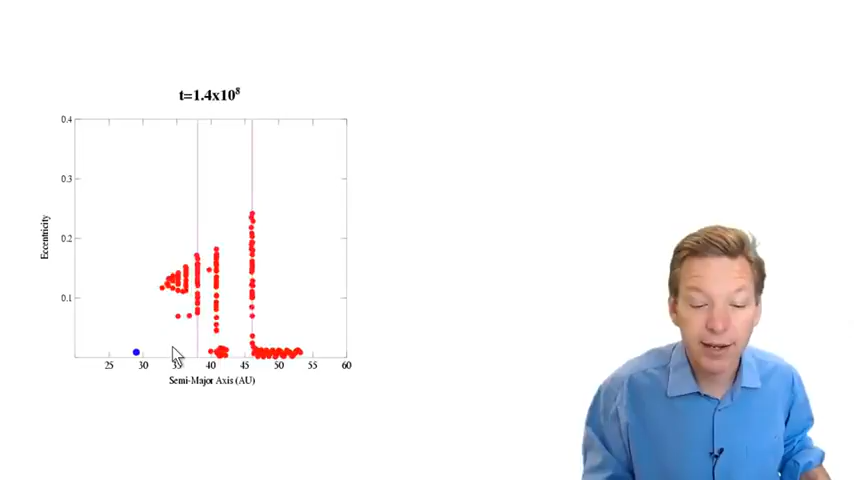 t=1.4x10⁸
0.4
0.3
0.2
0.1
Eccentricity
25 30 35 40 45 50 55 60
Semi-Major Axis (AU)